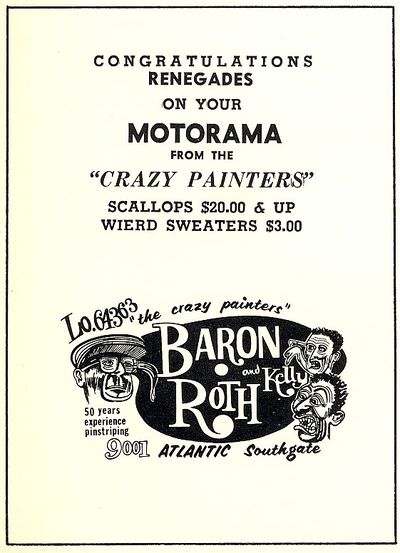 CONGRATULATIONS
RENEGADES
ON YOUR
MOTORAMA
FROM THE
"CRAZY PAINTERS"
SCALLOPS $20.00 & UP
WIERD SWEATERS $3.00
Lo.64363 "the crazy painters"
BARON
and Kelly
ROTH
50 years
experience
pinstriping
9001 ATLANTIC Southgate